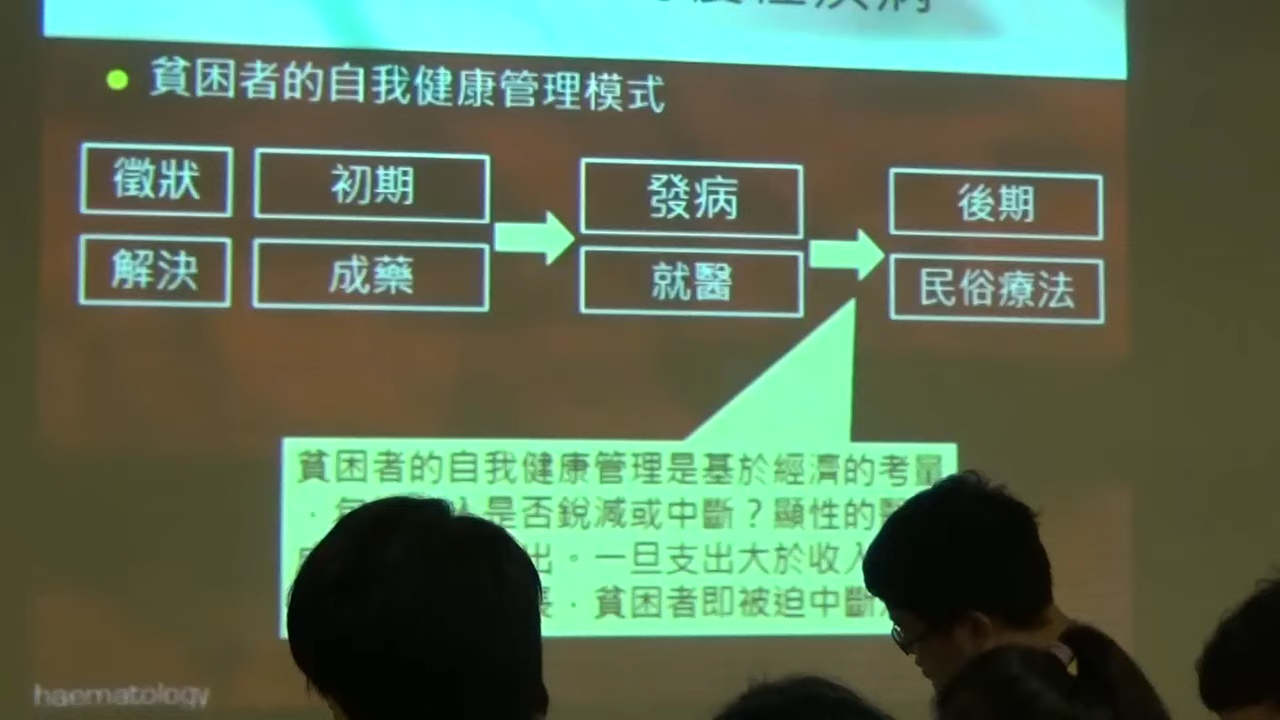 貧困者的自我健康管理模式
徵狀 初期 發病 後期
解決 成藥 就醫 民俗療法
貧困者的自我健康管理是基於經濟的考量
是否銳減或中斷？顯性的
出。一旦支出大於收入
，貧困者即被迫中斷
haematology